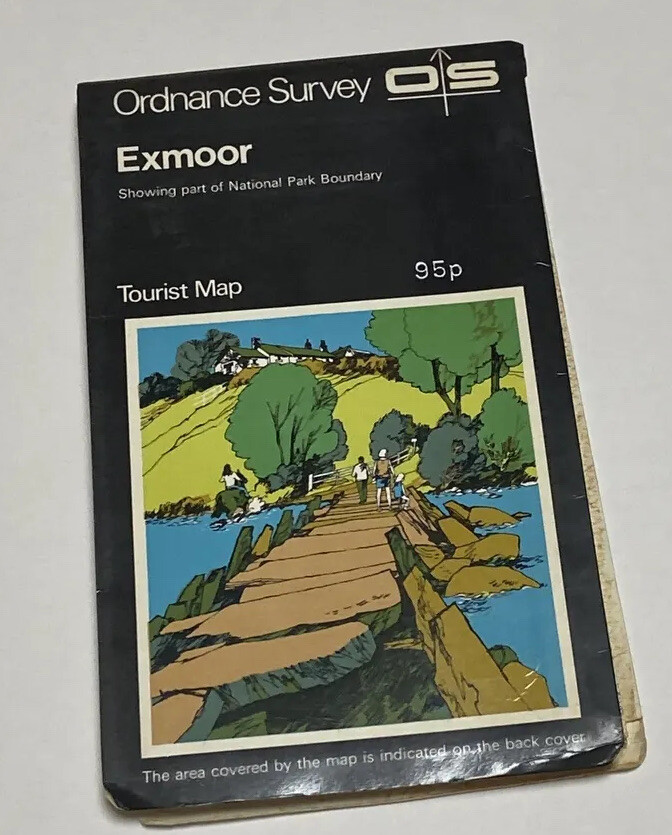 Ordnance Survey OS
Exmoor
Showing part of National Park Boundary
95p
Tourist Map
The area covered by the map is indicated on the back cover